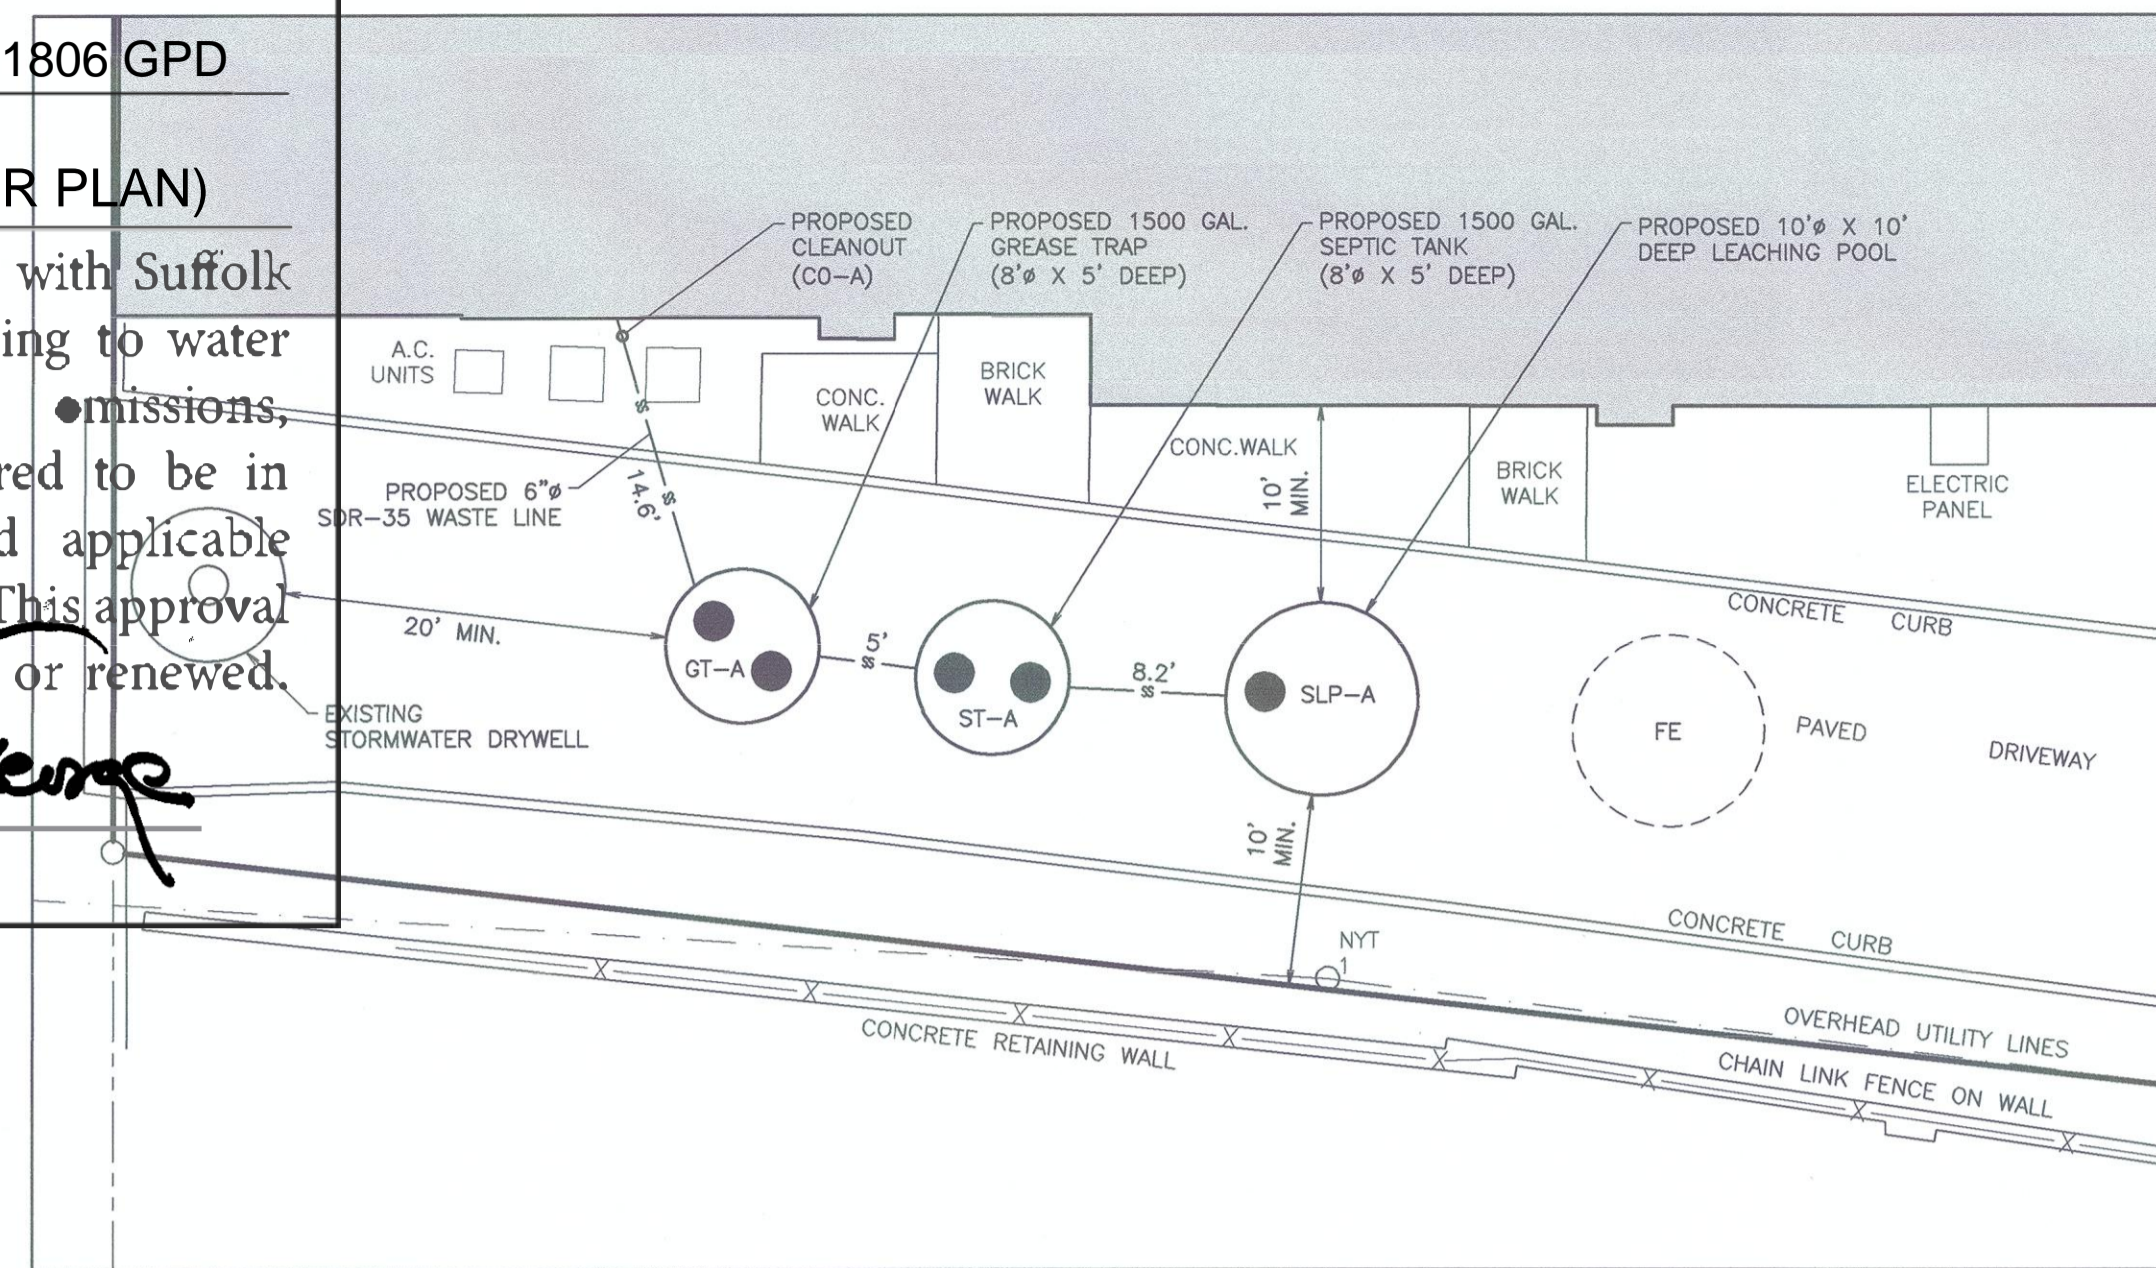 1806 GPD
R PLAN)
with Suffolk
ing to water
omissions,
red to be in
d applicable
This approval
or renewed.
PROPOSED
CLEANOUT
(CO-A)
PROPOSED 1500 GAL.
GREASE TRAP
(8'ø X 5' DEEP)
PROPOSED 1500 GAL.
SEPTIC TANK
(8'ø X 5' DEEP)
PROPOSED 10'ø X 10'
DEEP LEACHING POOL
A.C.
UNITS
CONC.
WALK
BRICK
WALK
CONC.WALK
10'
MIN.
BRICK
WALK
ELECTRIC
PANEL
PROPOSED 6"ø
SDR-35 WASTE LINE
SS
SS
14.6'
20' MIN.
GT-A
5'
SS
ST-A
8.2'
SS
SLP-A
FE
PAVED DRIVEWAY
CONCRETE CURB
EXISTING
STORMWATER DRYWELL
10'
MIN.
NYT
1
CONCRETE CURB
OVERHEAD UTILITY LINES
CONCRETE RETAINING WALL
CHAIN LINK FENCE ON WALL